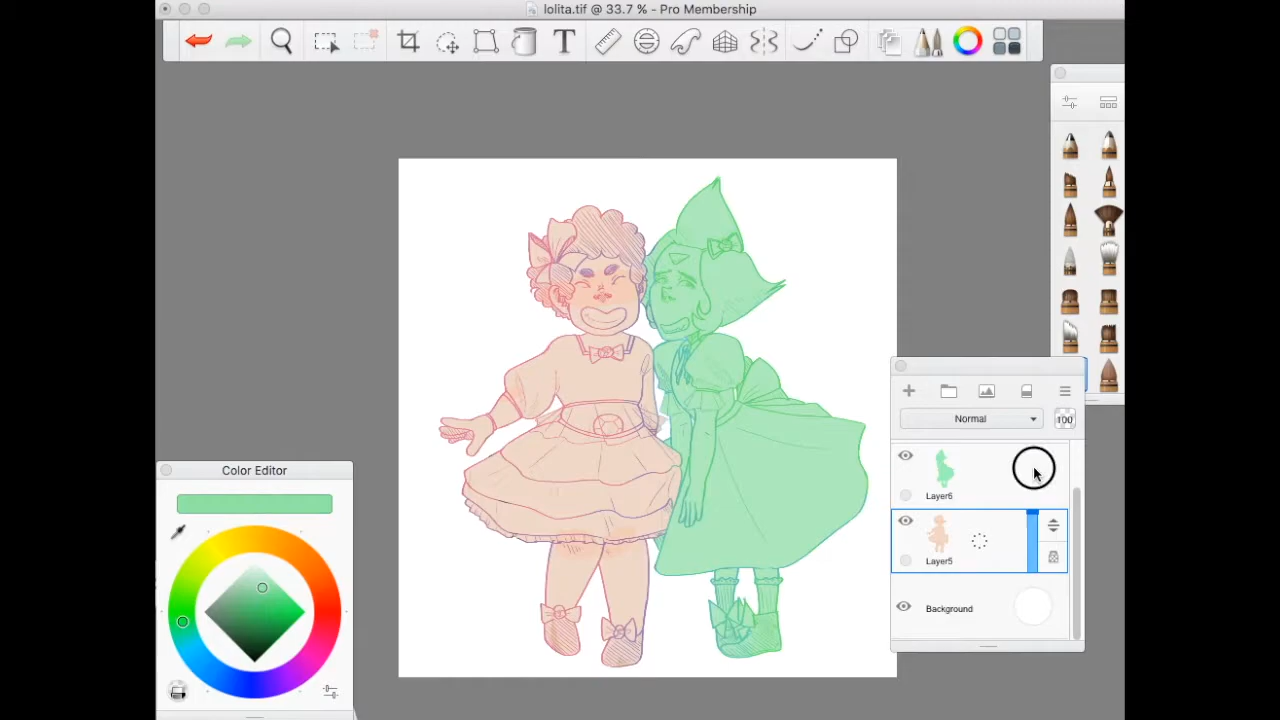 lolita.tif @ 33.7 % - Pro Membership
T
Normal
100
Layer6
Layer5
Background
Color Editor